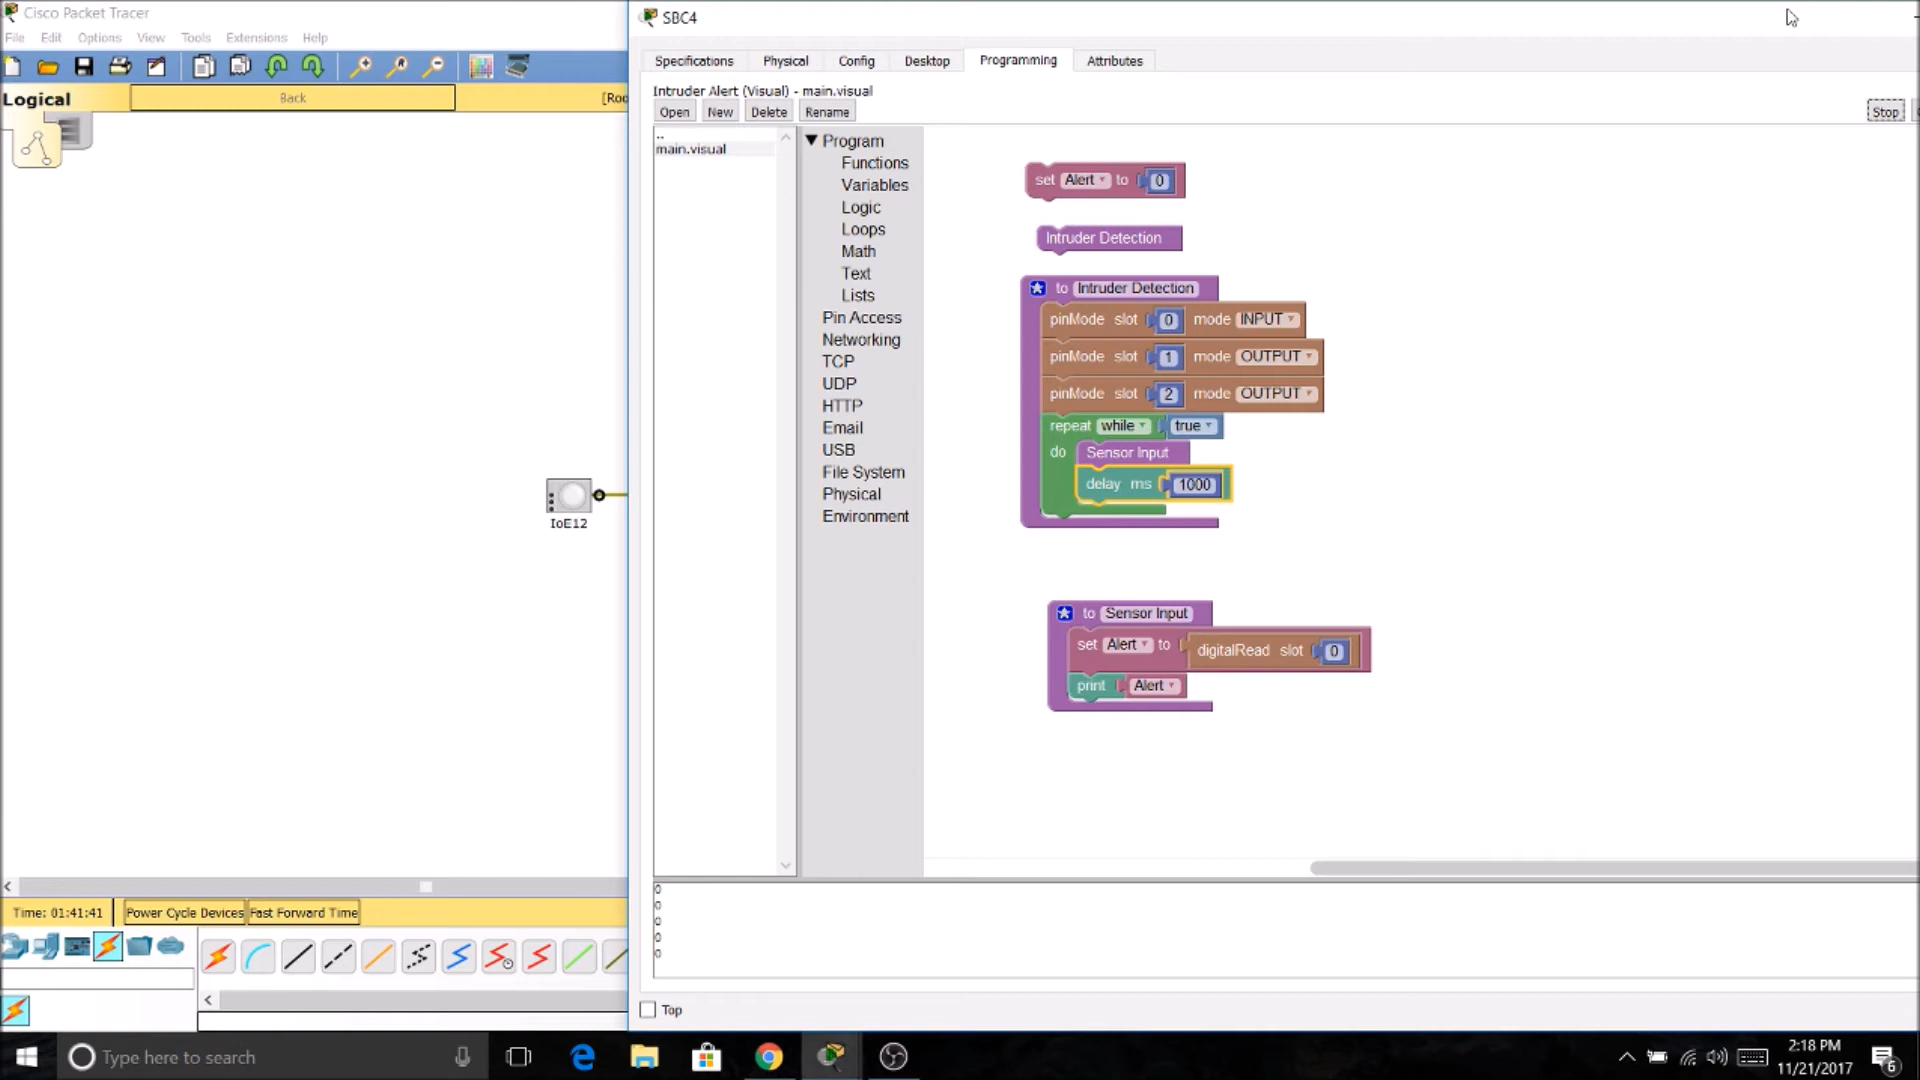 Cisco Packet Tracer
File Edit Options View Tools Extensions Help
Logical
Back
[Roo
IoE12
Time: 01:41:41
Power Cycle Devices Fast Forward Time
SBC4
Specifications Physical Config Desktop Programming Attributes
Intruder Alert (Visual) - main.visual
Open New Delete Rename
Stop
..
main.visual
Program
Functions
Variables
Logic
Loops
Math
Text
Lists
Pin Access
Networking
TCP
UDP
HTTP
Email
USB
File System
Physical
Environment
set Alert to 0
Intruder Detection
to Intruder Detection
pinMode slot 0 mode INPUT
pinMode slot 1 mode OUTPUT
pinMode slot 2 mode OUTPUT
repeat while true
do Sensor Input
delay ms 1000
to Sensor Input
set Alert to digitalRead slot 0
print Alert
0
0
0
0
0
Top
Type here to search
2:18 PM
11/21/2017
6